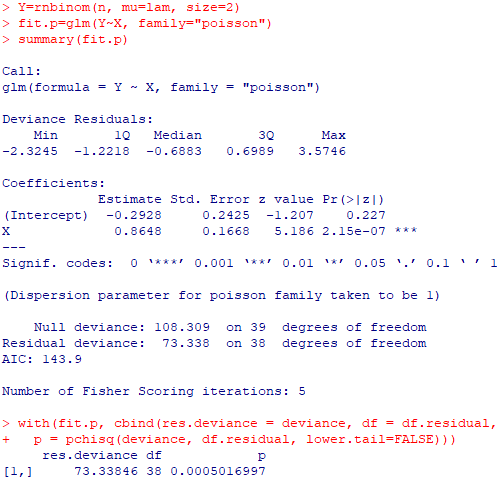 > Y=rnbinom(n, mu=lam, size=2)
> fit.p=glm(Y~X, family="poisson")
> summary(fit.p)
Call:
glm(formula = Y ~ X, family = "poisson")
Deviance Residuals:
    Min       1Q   Median       3Q      Max
-2.3245  -1.2218  -0.6883   0.6989   3.5746
Coefficients:
            Estimate Std. Error z value Pr(>|z|)
(Intercept)  -0.2928     0.2425  -1.207    0.227
X             0.8648     0.1668   5.186 2.15e-07 ***
---
Signif. codes:  0 ‘***’ 0.001 ‘**’ 0.01 ‘*’ 0.05 ‘.’ 0.1 ‘ ’ 1
(Dispersion parameter for poisson family taken to be 1)
    Null deviance: 108.309  on 39  degrees of freedom
Residual deviance:  73.338  on 38  degrees of freedom
AIC: 143.9
Number of Fisher Scoring iterations: 5
> with(fit.p, cbind(res.deviance = deviance, df = df.residual,
+   p = pchisq(deviance, df.residual, lower.tail=FALSE)))
     res.deviance df            p
[1,]     73.33846 38 0.0005016997